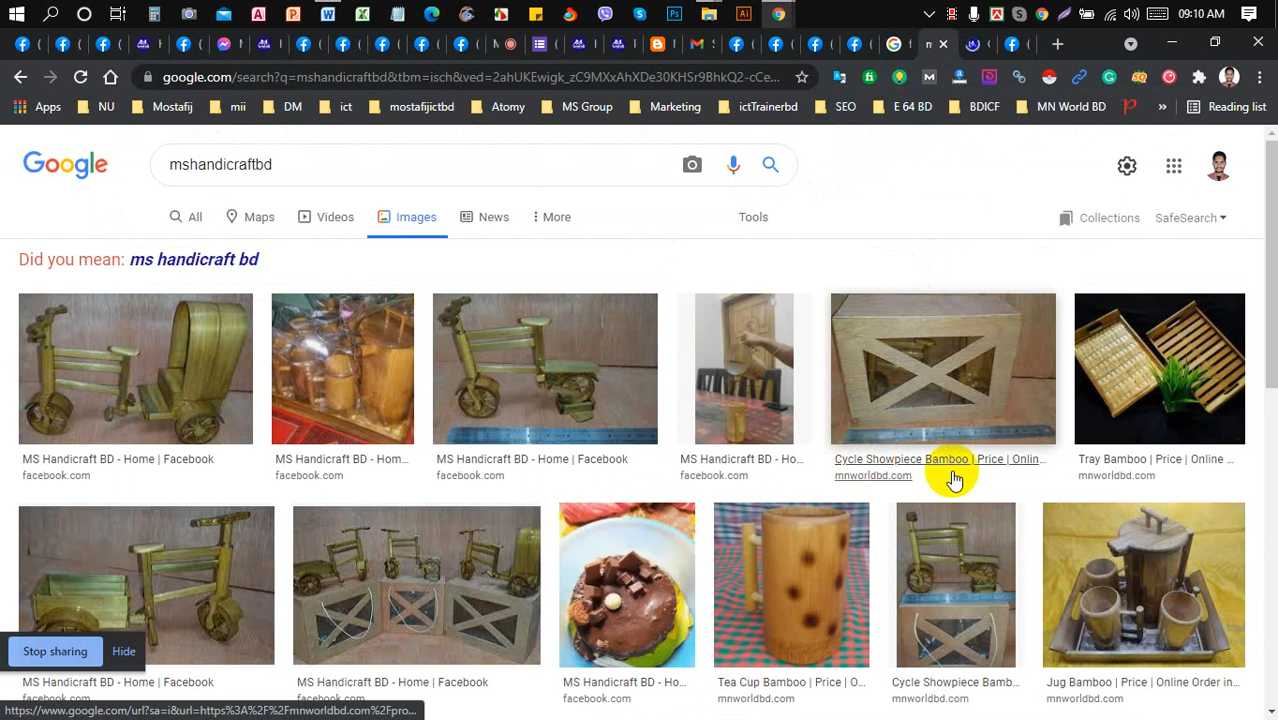 09:10 AM
google.com/search?q=mshandicraftbd&tbm=isch&ved=2ahUKEwigk_zC9MXxAhXDe30KHSr9BhkQ2-cCe...
Apps NU Mostafij mii DM ict mostafijictbd Atomy MS Group Marketing ictTrainerbd SEO E 64 BD BDICF MN World BD » Reading list
Google
mshandicraftbd
All Maps Videos Images News More Tools Collections SafeSearch
Did you mean: ms handicraft bd
MS Handicraft BD - Home | Facebook
facebook.com
MS Handicraft BD - Hom...
facebook.com
MS Handicraft BD - Home | Facebook
facebook.com
MS Handicraft BD - Ho...
facebook.com
Cycle Showpiece Bamboo | Price | Onlin...
mnworldbd.com
Tray Bamboo | Price | Online ...
mnworldbd.com
MS Handicraft BD - Home | Facebook
MS Handicraft BD - Home | Facebook
facebook.com
MS Handicraft BD - Ho...
facebook.com
Tea Cup Bamboo | Price | O...
mnworldbd.com
Cycle Showpiece Bamb...
mnworldbd.com
Jug Bamboo | Price | Online Order in...
mnworldbd.com
Stop sharing Hide
https://www.google.com/url?sa=i&url=https%3A%2F%2Fmnworldbd.com%2Fpro...